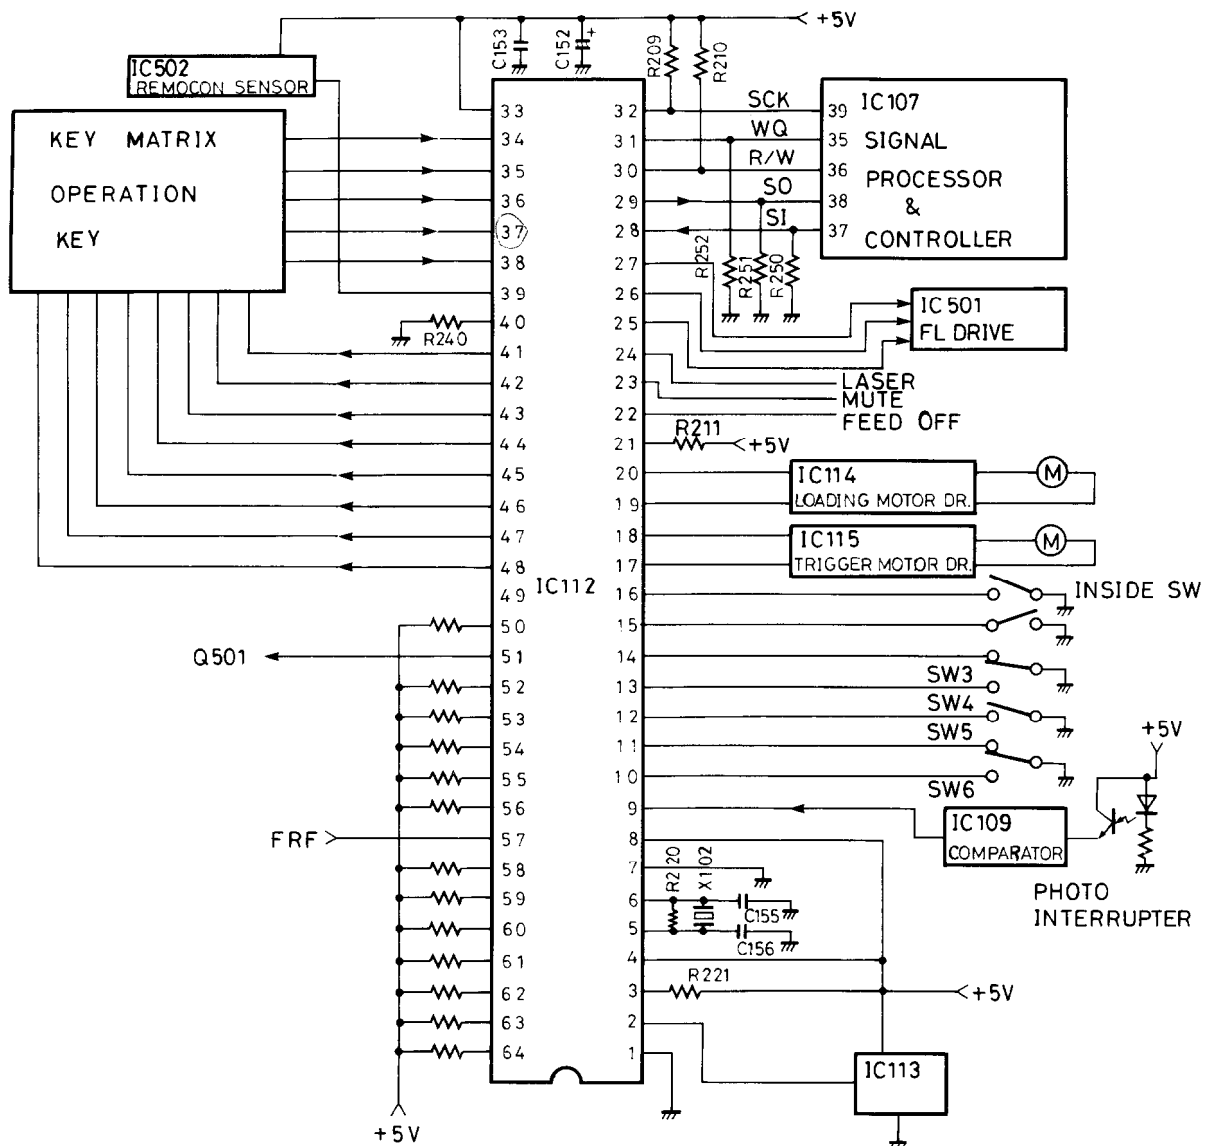 +5V
C153
C152
+
R209
R210
IC502
REMOCON SENSOR
KEY MATRIX
OPERATION
KEY
33
34
35
36
37
38
39
40
R240
41
42
43
44
45
46
47
48
49
50
51
Q501
52
53
54
55
56
57
FRF
58
59
60
61
62
63
64
+5V
IC112
32
31
30
29
28
27
26
25
24
23
22
21
20
19
18
17
16
15
14
13
12
11
10
9
8
7
6
5
4
3
2
1
SCK
WQ
R/W
SO
SI
39
35
36
38
37
IC107
SIGNAL
PROCESSOR
&
CONTROLLER
R252
R251
R250
IC501
FL DRIVE
LASER
MUTE
FEED OFF
R211
+5V
IC114
LOADING MOTOR DR.
M
IC115
TRIGGER MOTOR DR.
M
INSIDE SW
SW3
SW4
SW5
SW6
+5V
IC109
COMPARATOR
PHOTO
INTERRUPTER
R220
X102
C155
C156
R221
+5V
IC113